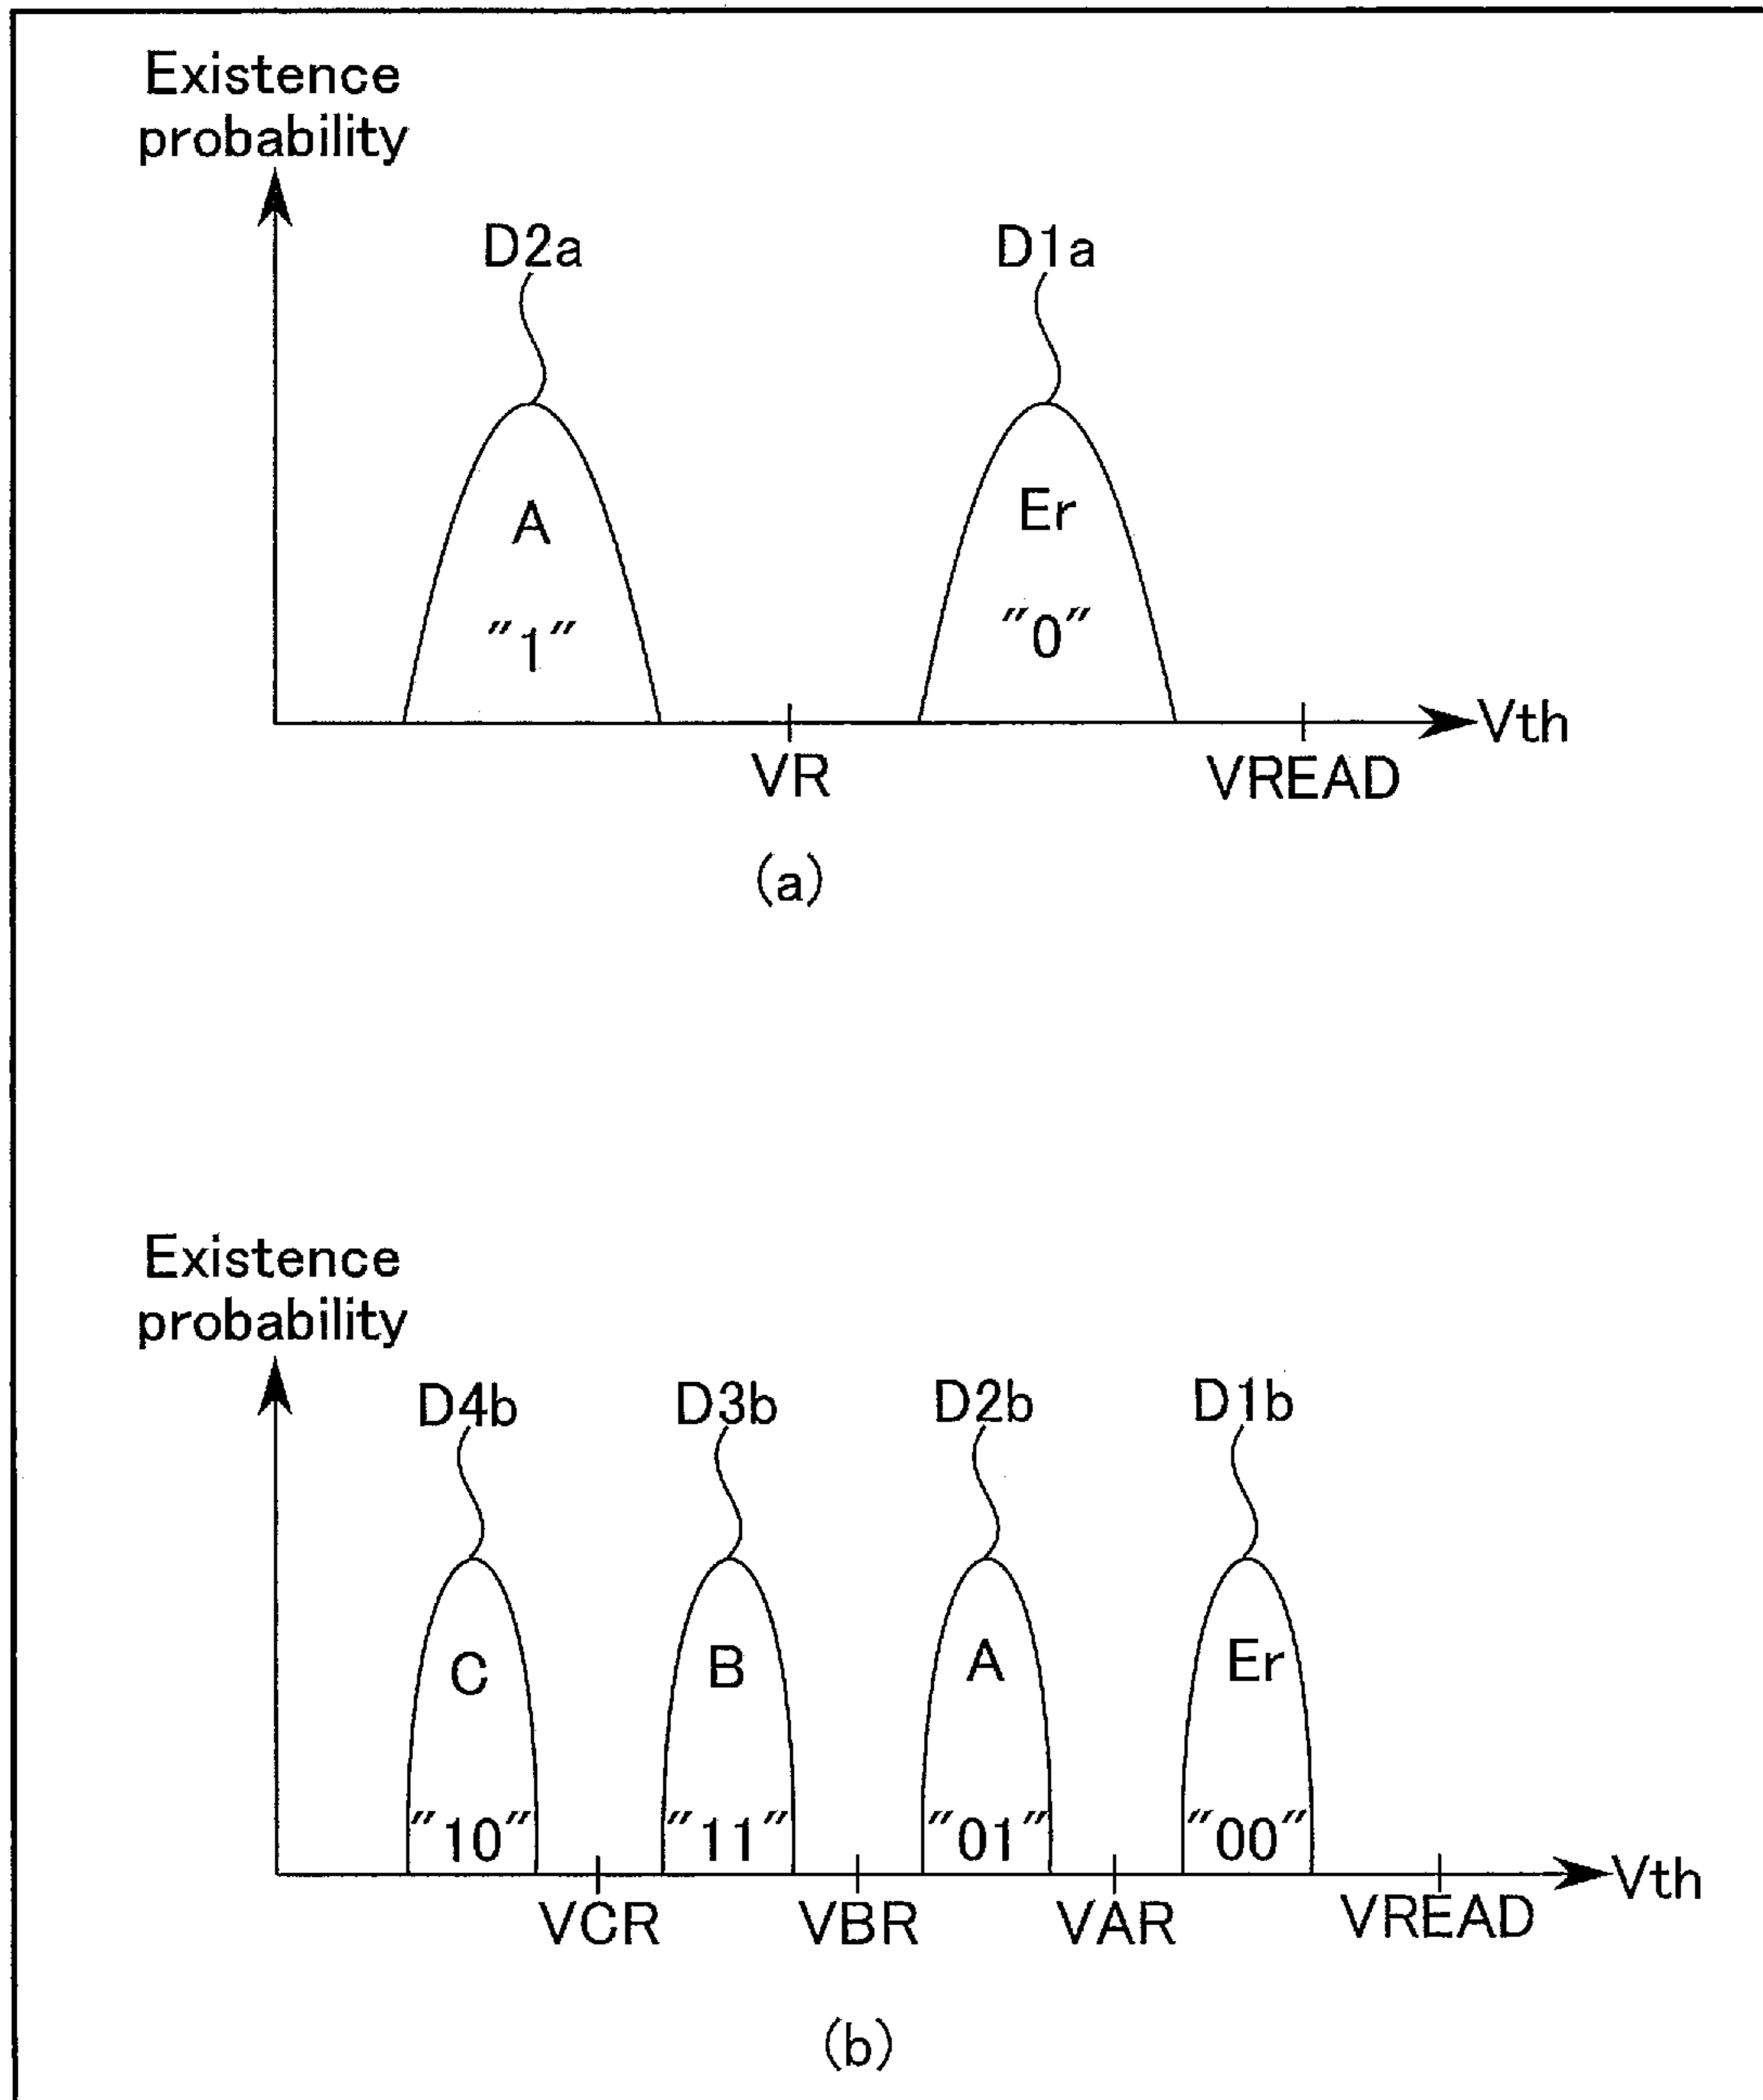 Existence
probability
D2a
D1a
A
Er
"1"
"0"
Vth
VR
VREAD
(a)
Existence
probability
D4b
D3b
D2b
D1b
C
B
A
Er
"10"
"11"
"01"
"00"
Vth
VCR
VBR
VAR
VREAD
(b)